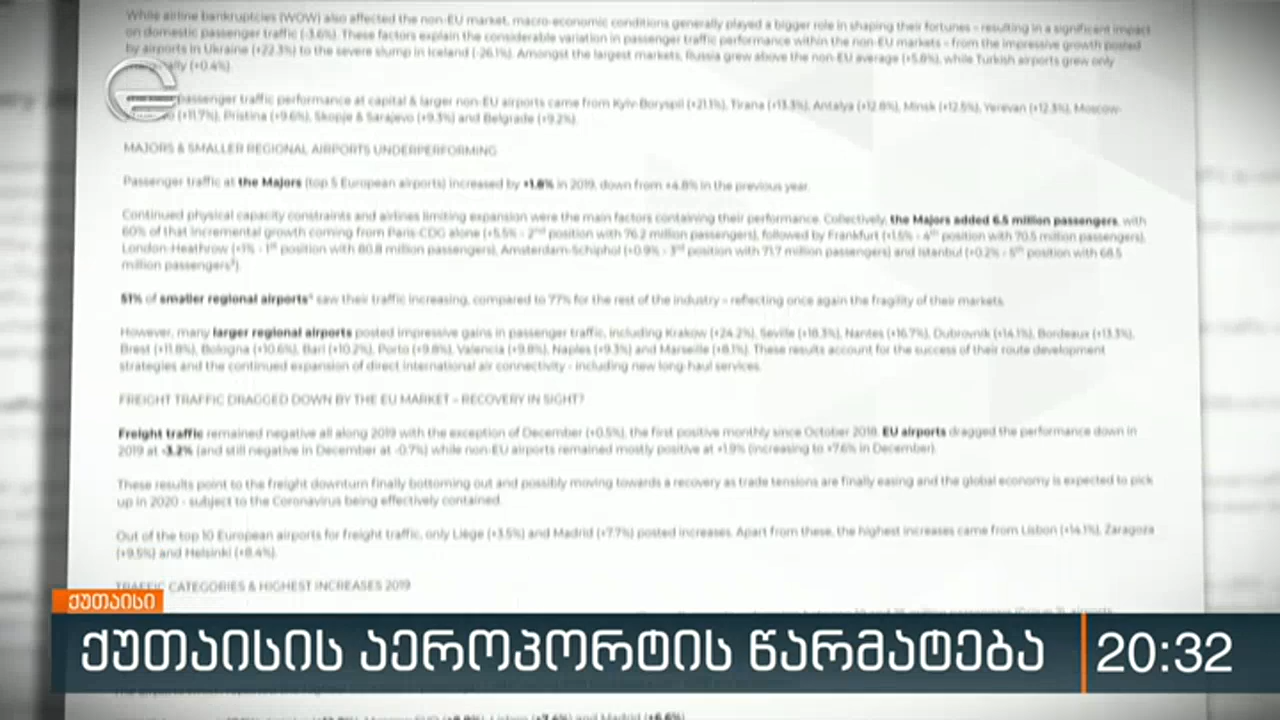 While airline bankruptcies (WOW) also affected the non-EU market, macro-economic conditions generally played a bigger role in shaping their fortunes – resulting in a significant impact
on domestic passenger traffic (-3.6%). These factors explain the considerable variation in passenger traffic performance within the non-EU markets – from the impressive growth posted
by airports in Ukraine (+22.3%) to the severe slump in Iceland (-26.1%). Amongst the largest markets, Russia grew above the non-EU average (+5.8%), while Turkish airports grew only
(+0.4%).
passenger traffic performance at capital & larger non-EU airports came from Kyiv-Boryspil (+21.1%), Tirana (+13.3%), Antalya (+12.8%), Minsk (+12.5%), Yerevan (+12.3%), Moscow-
(+11.7%), Pristina (+9.6%), Skopje & Sarajevo (+9.3%) and Belgrade (+9.2%).
MAJORS & SMALLER REGIONAL AIRPORTS UNDERPERFORMING
Passenger traffic at the Majors (top 5 European airports) increased by +1.8% in 2019, down from +4.8% in the previous year.
Continued physical capacity constraints and airlines limiting expansion were the main factors containing their performance. Collectively, the Majors added 6.5 million passengers, with
60% of that incremental growth coming from Paris-CDG alone (+5.5% - 2nd position with 76.2 million passengers), followed by Frankfurt (+1.5% - 4th position with 70.5 million passengers),
London-Heathrow (+1% - 1st position with 80.8 million passengers), Amsterdam-Schiphol (+0.9% - 3rd position with 71.7 million passengers) and Istanbul (+0.2% - 5th position with 68.5
million passengers).
51% of smaller regional airports saw their traffic increasing, compared to 77% for the rest of the industry – reflecting once again the fragility of their markets.
However, many larger regional airports posted impressive gains in passenger traffic, including Krakow (+24.2%), Seville (+18.3%), Nantes (+16.7%), Dubrovnik (+14.1%), Bordeaux (+13.3%),
Brest (+11.8%), Bologna (+10.6%), Bari (+10.2%), Porto (+9.8%), Valencia (+9.8%), Naples (+9.3%) and Marseille (+8.1%). These results account for the success of their route development
strategies and the continued expansion of direct international air connectivity - including new long-haul services.
FREIGHT TRAFFIC DRAGGED DOWN BY THE EU MARKET – RECOVERY IN SIGHT?
Freight traffic remained negative all along 2019 with the exception of December (+0.5%), the first positive monthly since October 2018. EU airports dragged the performance down in
2019 at -3.2% (and still negative in December at -0.7%) while non-EU airports remained mostly positive at +1.9% (increasing to +7.6% in December).
These results point to the freight downturn finally bottoming out and possibly moving towards a recovery as trade tensions are finally easing and the global economy is expected to pick
up in 2020 - subject to the Coronavirus being effectively contained.
Out of the top 10 European airports for freight traffic, only Liege (+3.5%) and Madrid (+7.7%) posted increases. Apart from these, the highest increases came from Lisbon (+14.1%), Zaragoza
(+9.5%) and Helsinki (+8.4%).
TRAFFIC CATEGORIES & HIGHEST INCREASES 2019
ქუთაისი
ქუთაისის აეროპორტის წარმატება
20:32